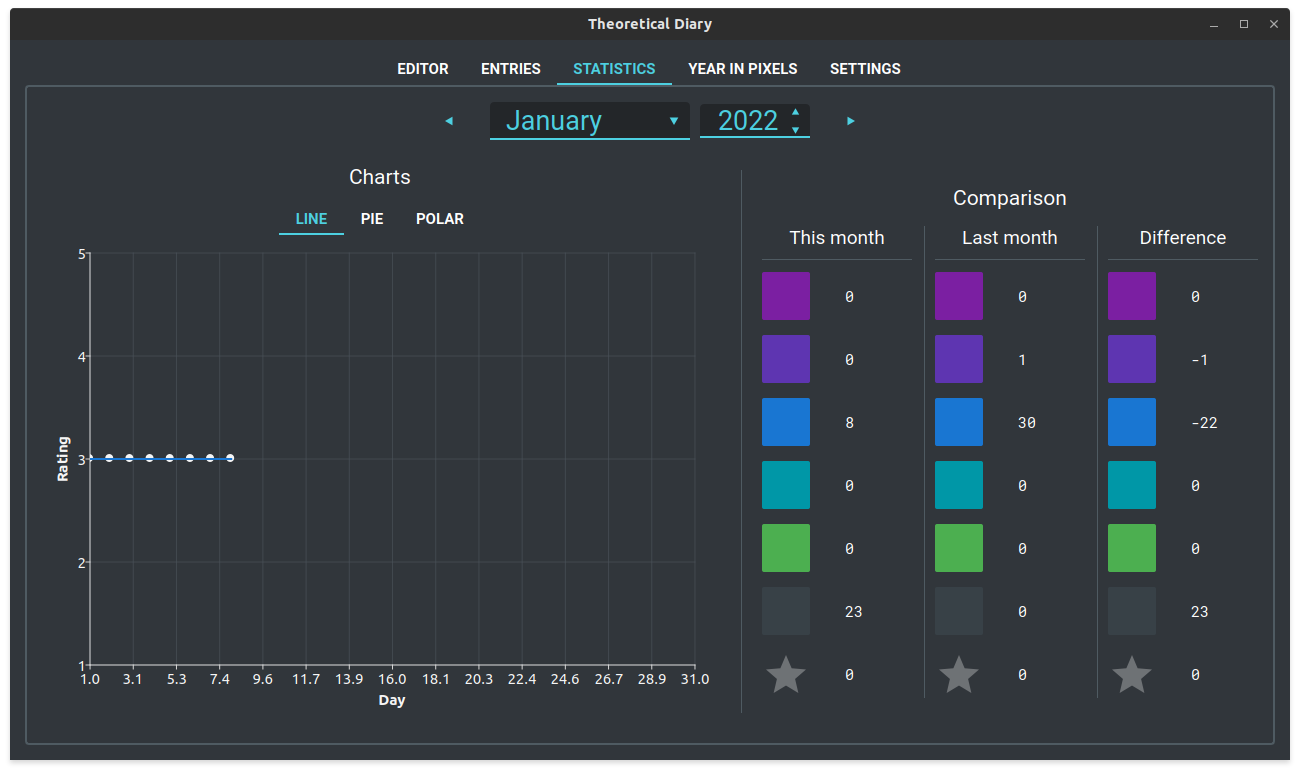 Theoretical Diary
EDITOR ENTRIES STATISTICS YEAR IN PIXELS SETTINGS
January 2022
Charts
LINE PIE POLAR
5
4
3
2
1
Rating
1.0 3.1 5.3 7.4 9.6 11.7 13.9 16.0 18.1 20.3 22.4 24.6 26.7 28.9 31.0
Day
Comparison
This month Last month Difference
0 0 0
0 1 -1
8 30 -22
0 0 0
0 0 0
23 0 23
0 0 0